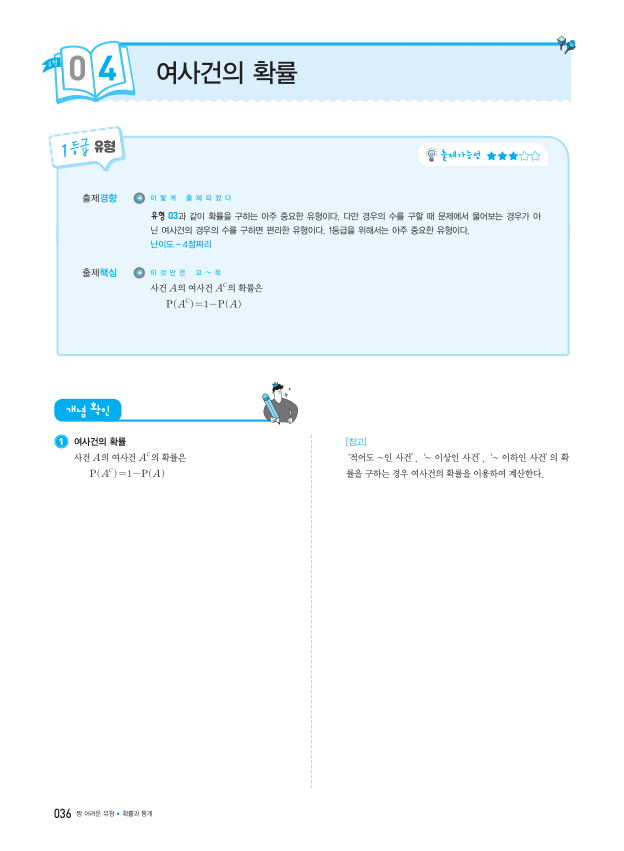 유형
04
여사건의 확률
1등급 유형
출제가능성 ★★★☆☆
출제경향
이렇게 출제되었다
유형 03과 같이 확률을 구하는 아주 중요한 유형이다. 다만 경우의 수를 구할 때 문제에서 물어보는 경우가 아
닌 여사건의 경우의 수를 구하면 편리한 유형이다. 1등급을 위해서는 아주 중요한 유형이다.
난이도 – 4점짜리
출제핵심
이것만은 꼬~옥
사건 A의 여사건 Aᶜ의 확률은
P(Aᶜ)=1−P(A)
개념 확인
1 여사건의 확률
사건 A의 여사건 Aᶜ의 확률은
P(Aᶜ)=1−P(A)
[참고]
‘적어도 ~인 사건’, ‘~ 이상인 사건’, ‘~ 이하인 사건’의 확
률을 구하는 경우 여사건의 확률을 이용하여 계산한다.
036 짱 어려운 유형 • 확률과 통계